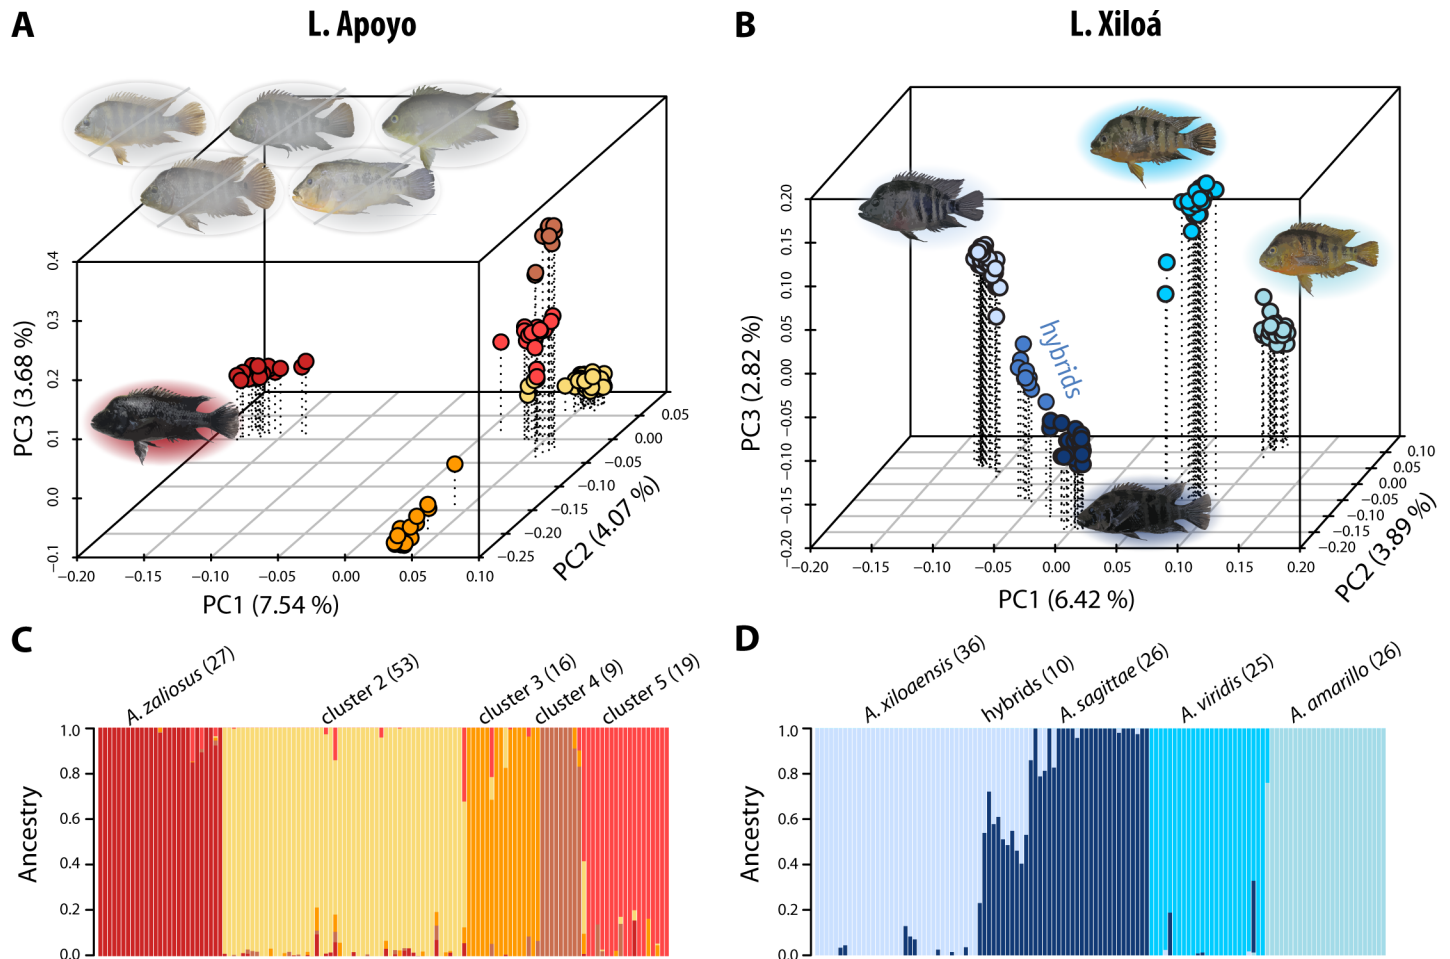 A
L. Apoyo
B
L. Xiloá
0.4
0.3
0.2
0.1
0.0
−0.1
PC3 (3.68 %)
−0.20
−0.15
−0.10
−0.05
0.00
0.05
0.10
PC1 (7.54 %)
0.05
0.00
−0.05
−0.10
−0.15
−0.20
−0.25
PC2 (4.07 %)
hybrids
0.20
0.15
0.10
0.05
0.00
−0.05
−0.10
−0.15
−0.20
PC3 (2.82 %)
−0.20
−0.15
−0.10
−0.05
0.00
0.05
0.10
0.15
0.20
PC1 (6.42 %)
0.10
0.05
0.00
−0.05
−0.10
−0.15
−0.20
PC2 (3.89 %)
C
A. zaliosus (27)
cluster 2 (53)
cluster 3 (16)
cluster 4 (9)
cluster 5 (19)
1.0
0.8
0.6
0.4
0.2
0.0
Ancestry
D
A. xiloaensis (36)
hybrids (10)
A. sagittae (26)
A. viridis (25)
A. amarillo (26)
1.0
0.8
0.6
0.4
0.2
0.0
Ancestry